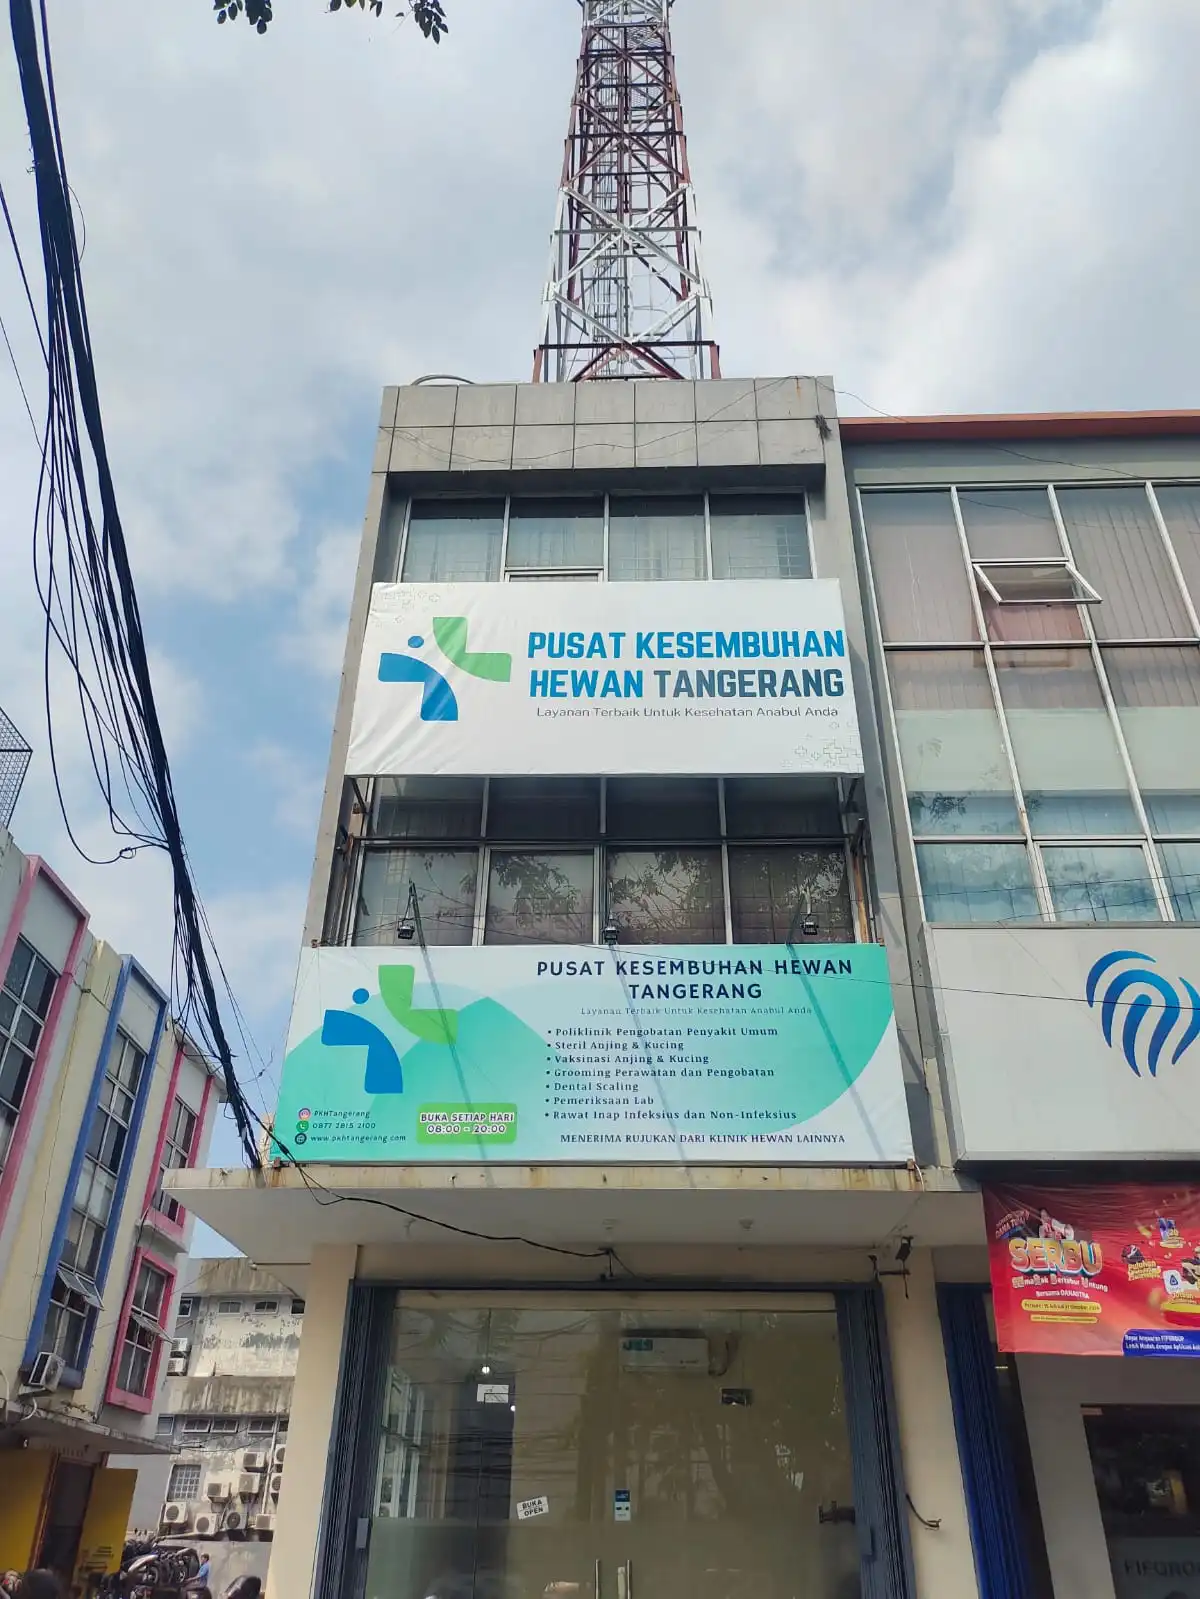 PUSAT KESEMBUHAN
HEWAN TANGERANG
Layanan Terbaik Untuk Kesehatan Anabul Anda
PUSAT KESEMBUHAN HEWAN
TANGERANG
Layanan Terbaik Untuk Kesehatan Anabul Anda
• Poliklinik Pengobatan Penyakit Umum
• Steril Anjing & Kucing
• Vaksinasi Anjing & Kucing
• Grooming Perawatan dan Pengobatan
• Dental Scaling
• Pemeriksaan Lab
• Rawat Inap Infeksius dan Non-Infeksius
MENERIMA RUJUKAN DARI KLINIK HEWAN LAINNYA
PKHTangerang
0877 2815 2100
www.pkhtangerang.com
BUKA SETIAP HARI
08:00 - 20:00
SERBU
Bersama DANASTRA
BUKA
OPEN
FIFGROUP